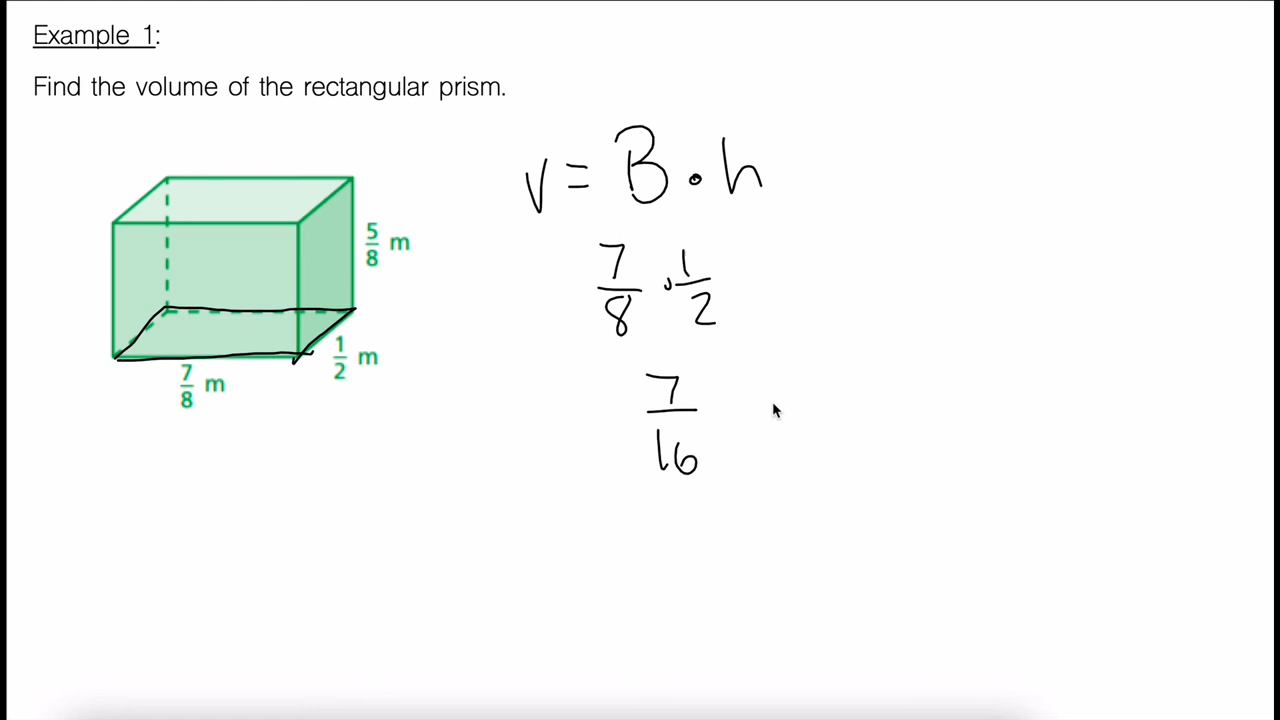 Example 1:
Find the volume of the rectangular prism.
V = B · h
5/8 m
7/8 · 1/2
1/2 m
7/8 m
7/16